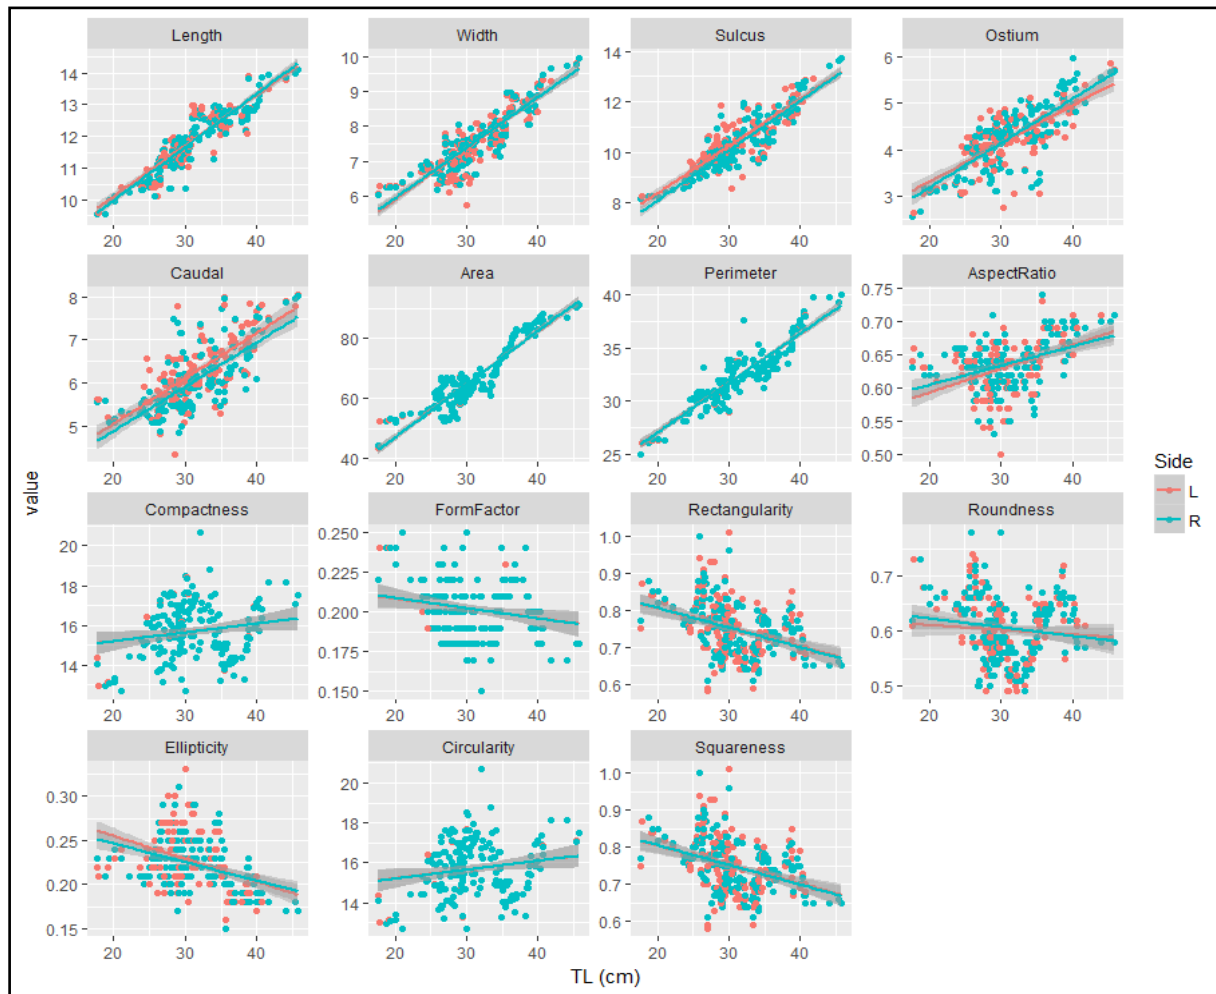 Length Width Sulcus Ostium
14 13 12 11 10
10 9 8 7 6
14 12 10 8
6 5 4 3
20 30 40 20 30 40 20 30 40 20 30 40
Caudal Area Perimeter AspectRatio
8 7 6 5
80 60 40
40 35 30 25
0.75 0.70 0.65 0.60 0.55 0.50
20 30 40 20 30 40 20 30 40 20 30 40
Compactness FormFactor Rectangularity Roundness
20 18 16 14
0.250 0.225 0.200 0.175 0.150
1.0 0.9 0.8 0.7 0.6
0.7 0.6 0.5
20 30 40 20 30 40 20 30 40 20 30 40
Ellipticity Circularity Squareness
0.30 0.25 0.20 0.15
20 18 16 14
1.0 0.9 0.8 0.7 0.6
20 30 40 20 30 40 20 30 40
value
TL (cm)
Side
L
R